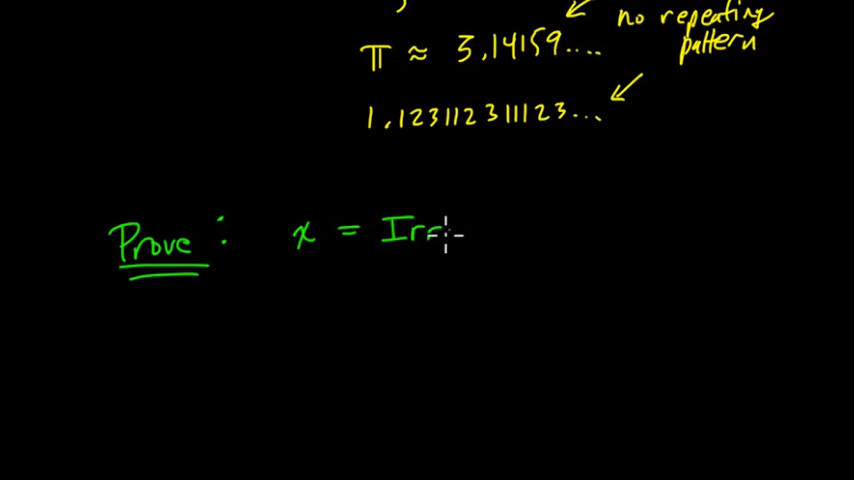 no repeating
pattern
π ≈ 3.14159....
1.123112311123...
Prove: x = Irr